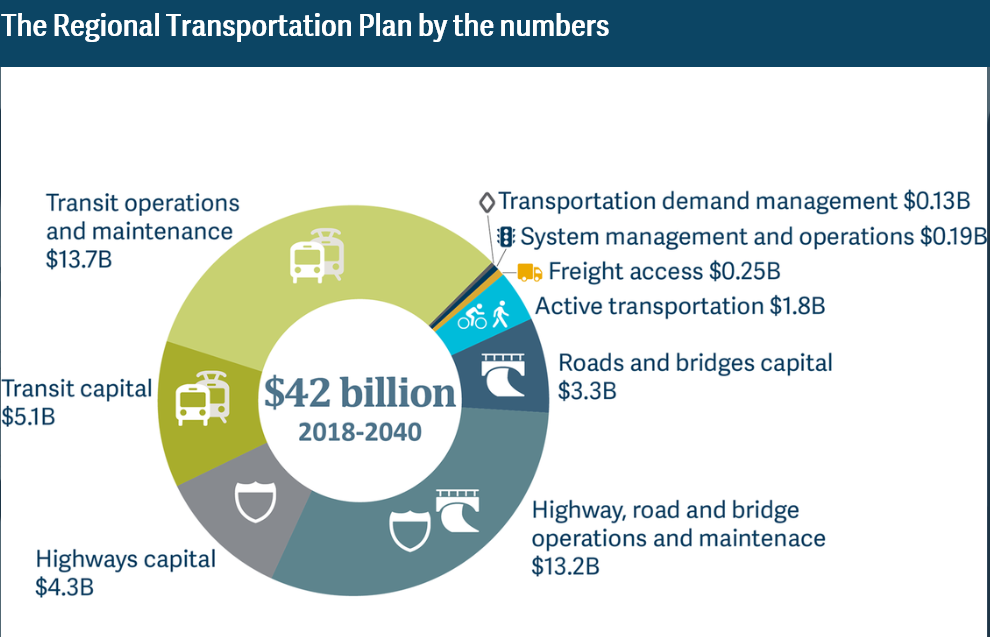 The Regional Transportation Plan by the numbers
Transit operations
and maintenance
$13.7B
Transportation demand management $0.13B
System management and operations $0.19B
Freight access $0.25B
Active transportation $1.8B
Roads and bridges capital
$3.3B
$42 billion
2018-2040
Transit capital
$5.1B
Highway, road and bridge
operations and maintenace
$13.2B
Highways capital
$4.3B